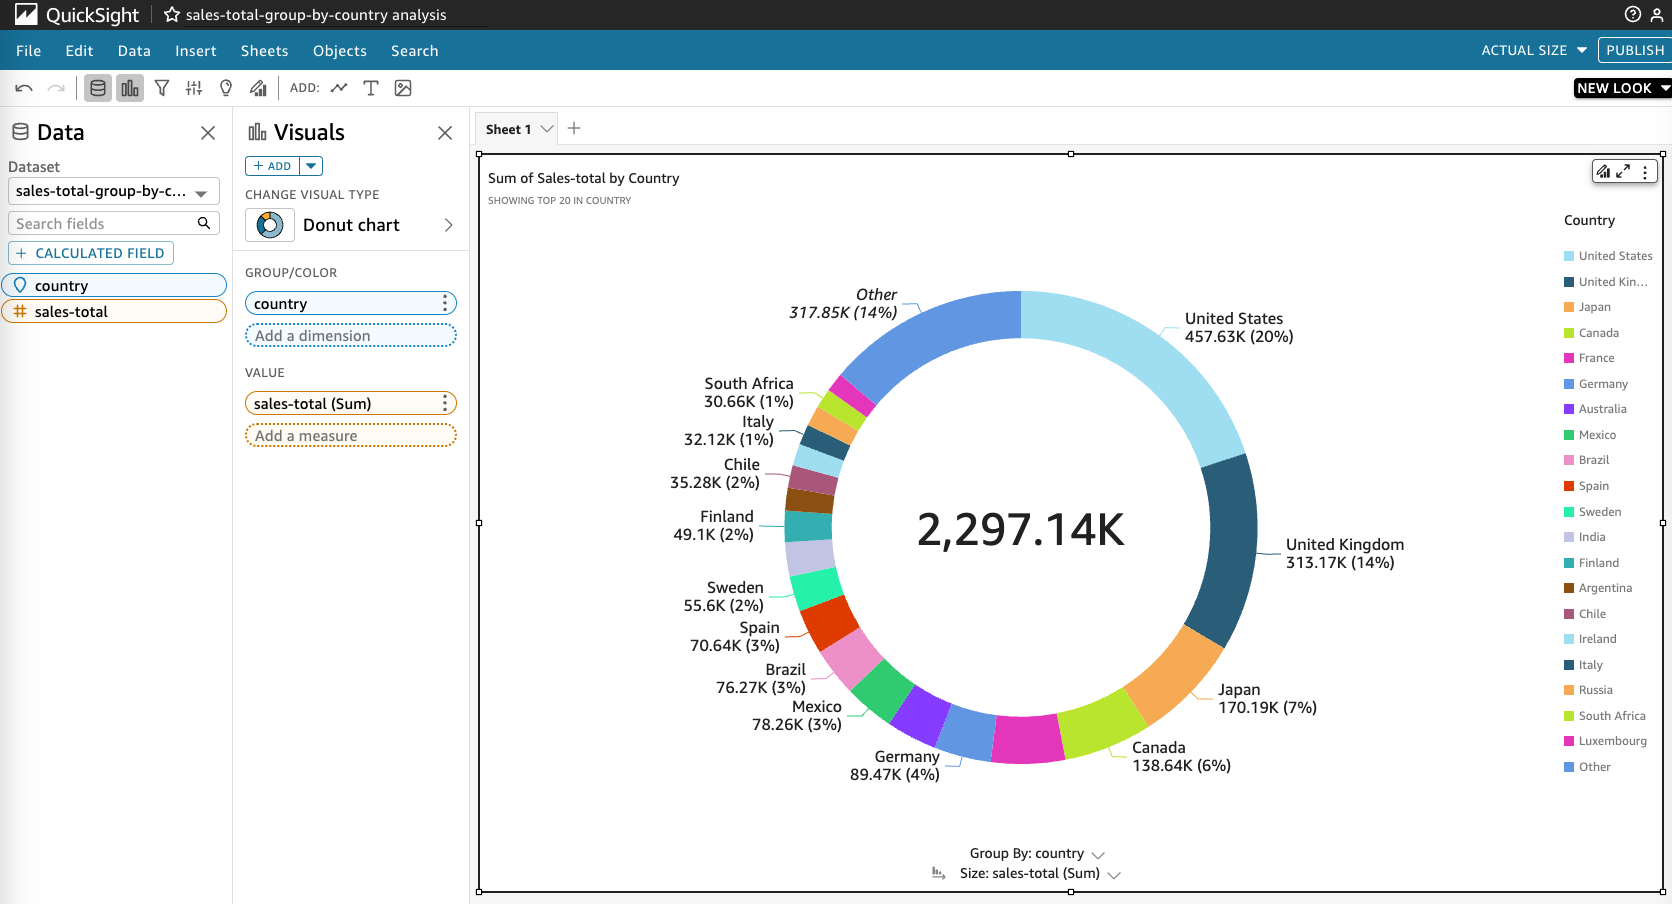 QuickSight
sales-total-group-by-country analysis
File Edit Data Insert Sheets Objects Search
ACTUAL SIZE
PUBLISH
ADD:
NEW LOOK
Data
Dataset
sales-total-group-by-c...
Search fields
+ CALCULATED FIELD
country
sales-total
Visuals
+ ADD
CHANGE VISUAL TYPE
Donut chart
GROUP/COLOR
country
Add a dimension
VALUE
sales-total (Sum)
Add a measure
Sheet 1
Sum of Sales-total by Country
SHOWING TOP 20 IN COUNTRY
Other
317.85K (14%)
United States
457.63K (20%)
South Africa
30.66K (1%)
Italy
32.12K (1%)
Chile
35.28K (2%)
Finland
49.1K (2%)
2,297.14K
United Kingdom
313.17K (14%)
Sweden
55.6K (2%)
Spain
70.64K (3%)
Brazil
76.27K (3%)
Mexico
78.26K (3%)
Japan
170.19K (7%)
Germany
89.47K (4%)
Canada
138.64K (6%)
Group By: country
Size: sales-total (Sum)
Country
United States
United Kin...
Japan
Canada
France
Germany
Australia
Mexico
Brazil
Spain
Sweden
India
Finland
Argentina
Chile
Ireland
Italy
Russia
South Africa
Luxembourg
Other